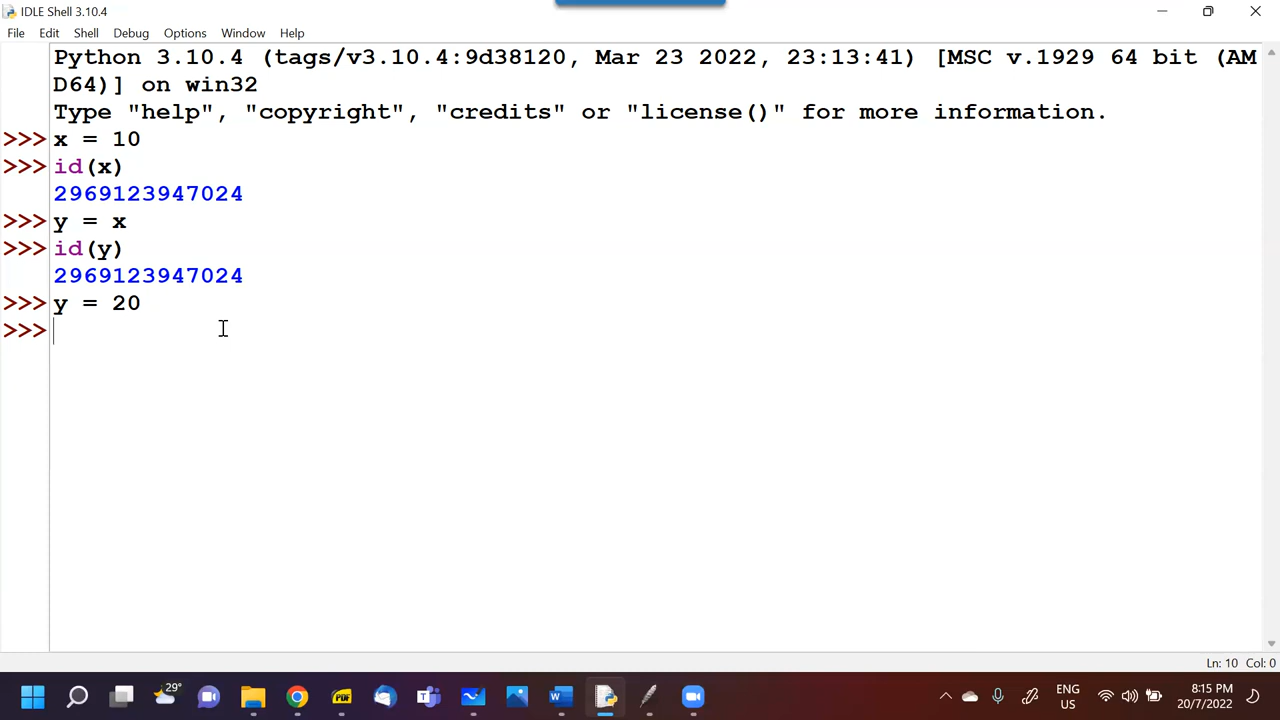 IDLE Shell 3.10.4
File Edit Shell Debug Options Window Help
Python 3.10.4 (tags/v3.10.4:9d38120, Mar 23 2022, 23:13:41) [MSC v.1929 64 bit (AM
D64)] on win32
Type "help", "copyright", "credits" or "license()" for more information.
>>> x = 10
>>> id(x)
2969123947024
>>> y = x
>>> id(y)
2969123947024
>>> y = 20
>>>
Ln: 10 Col: 0
29°
PDF
ENG
US
8:15 PM
20/7/2022